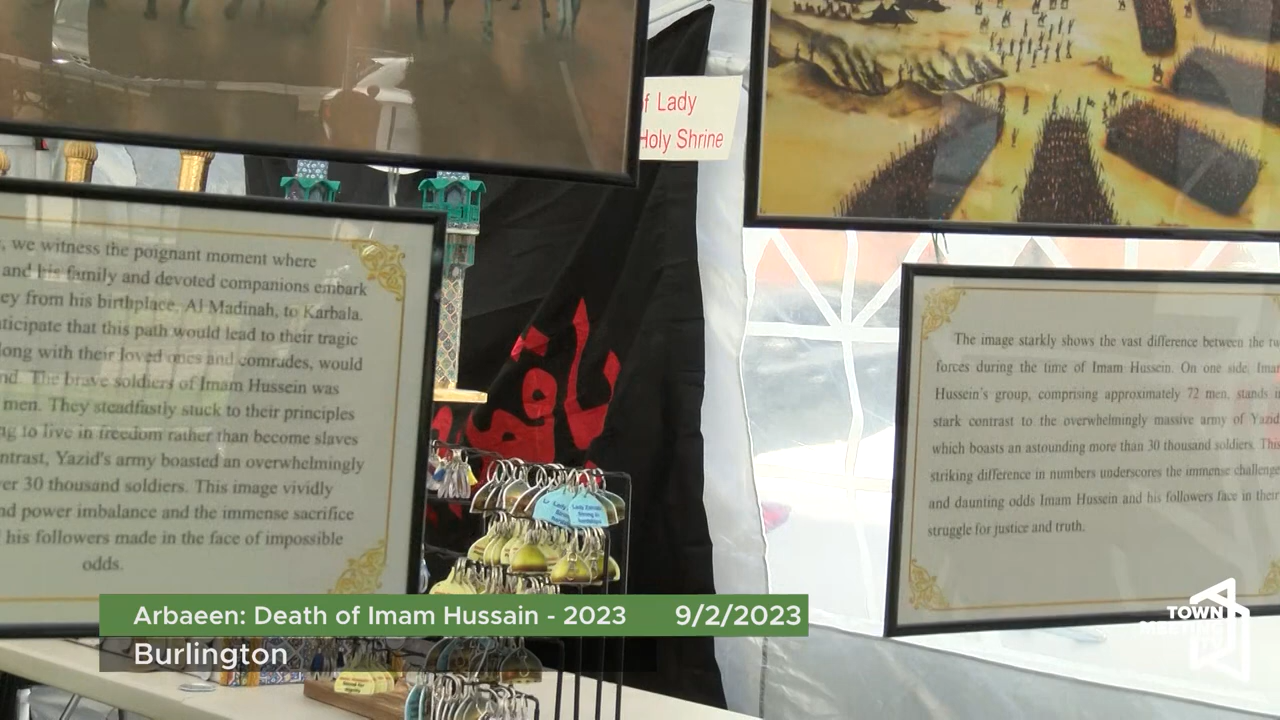 f Lady
Holy Shrine
, we witness the poignant moment where
and his family and devoted companions embark
ey from his birthplace, Al Madinah, to Karbala.
ticipate that this path would lead to their tragic
long with their loved ones and comrades, would
nd. The brave soldiers of Imam Hussein was
men. They steadfastly stuck to their principles
ng to live in freedom rather than become slaves
ntrast, Yazid's army boasted an overwhelmingly
ver 30 thousand soldiers. This image vividly
nd power imbalance and the immense sacrifice
his followers made in the face of impossible
odds.
The image starkly shows the vast difference between the tw
forces during the time of Imam Hussein. On one side, Imam
Hussein's group, comprising approximately 72 men, stands in
stark contrast to the overwhelmingly massive army of Yazid
which boasts an astounding more than 30 thousand soldiers. This
striking difference in numbers underscores the immense challenge
and daunting odds Imam Hussein and his followers face in their
struggle for justice and truth.
Arbaeen: Death of Imam Hussain - 2023 9/2/2023
Burlington
TOWN
MEETING
TV